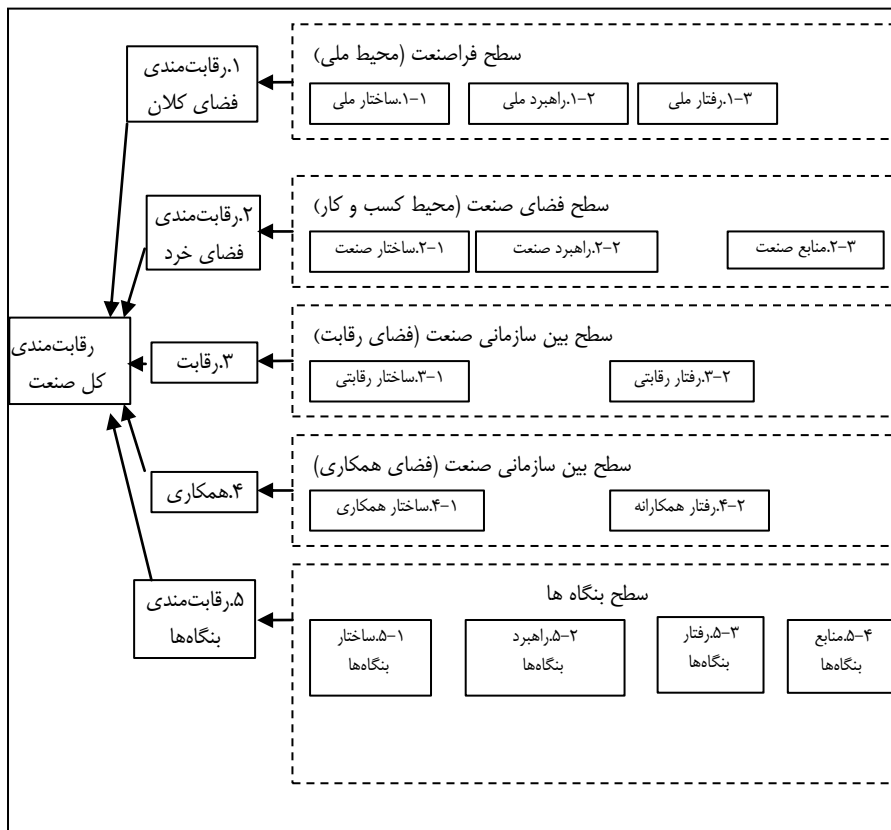 سطح فراصنعت (محیط ملی)
۱-۱.ساختار ملی
۱-۲.راهبرد ملی
۱-۳.رفتار ملی
۱.رقابت‌مندی
فضای کلان
سطح فضای صنعت (محیط کسب و کار)
۲-۱.ساختار صنعت
۲-۲.راهبرد صنعت
۲-۳.منابع صنعت
۲.رقابت‌مندی
فضای خرد
سطح بین سازمانی صنعت (فضای رقابت)
۳-۱.ساختار رقابتی
۳-۲.رفتار رقابتی
۳.رقابت
رقابت‌مندی
کل صنعت
سطح بین سازمانی صنعت (فضای همکاری)
۴-۱.ساختار همکاری
۴-۲.رفتار همکارانه
۴.همکاری
سطح بنگاه ها
۵-۱.ساختار
بنگاه‌ها
۵-۲.راهبرد
بنگاه‌ها
۵-۳.رفتار
بنگاه‌ها
۵-۴.منابع
بنگاه‌ها
۵.رقابت‌مندی
بنگاه‌ها